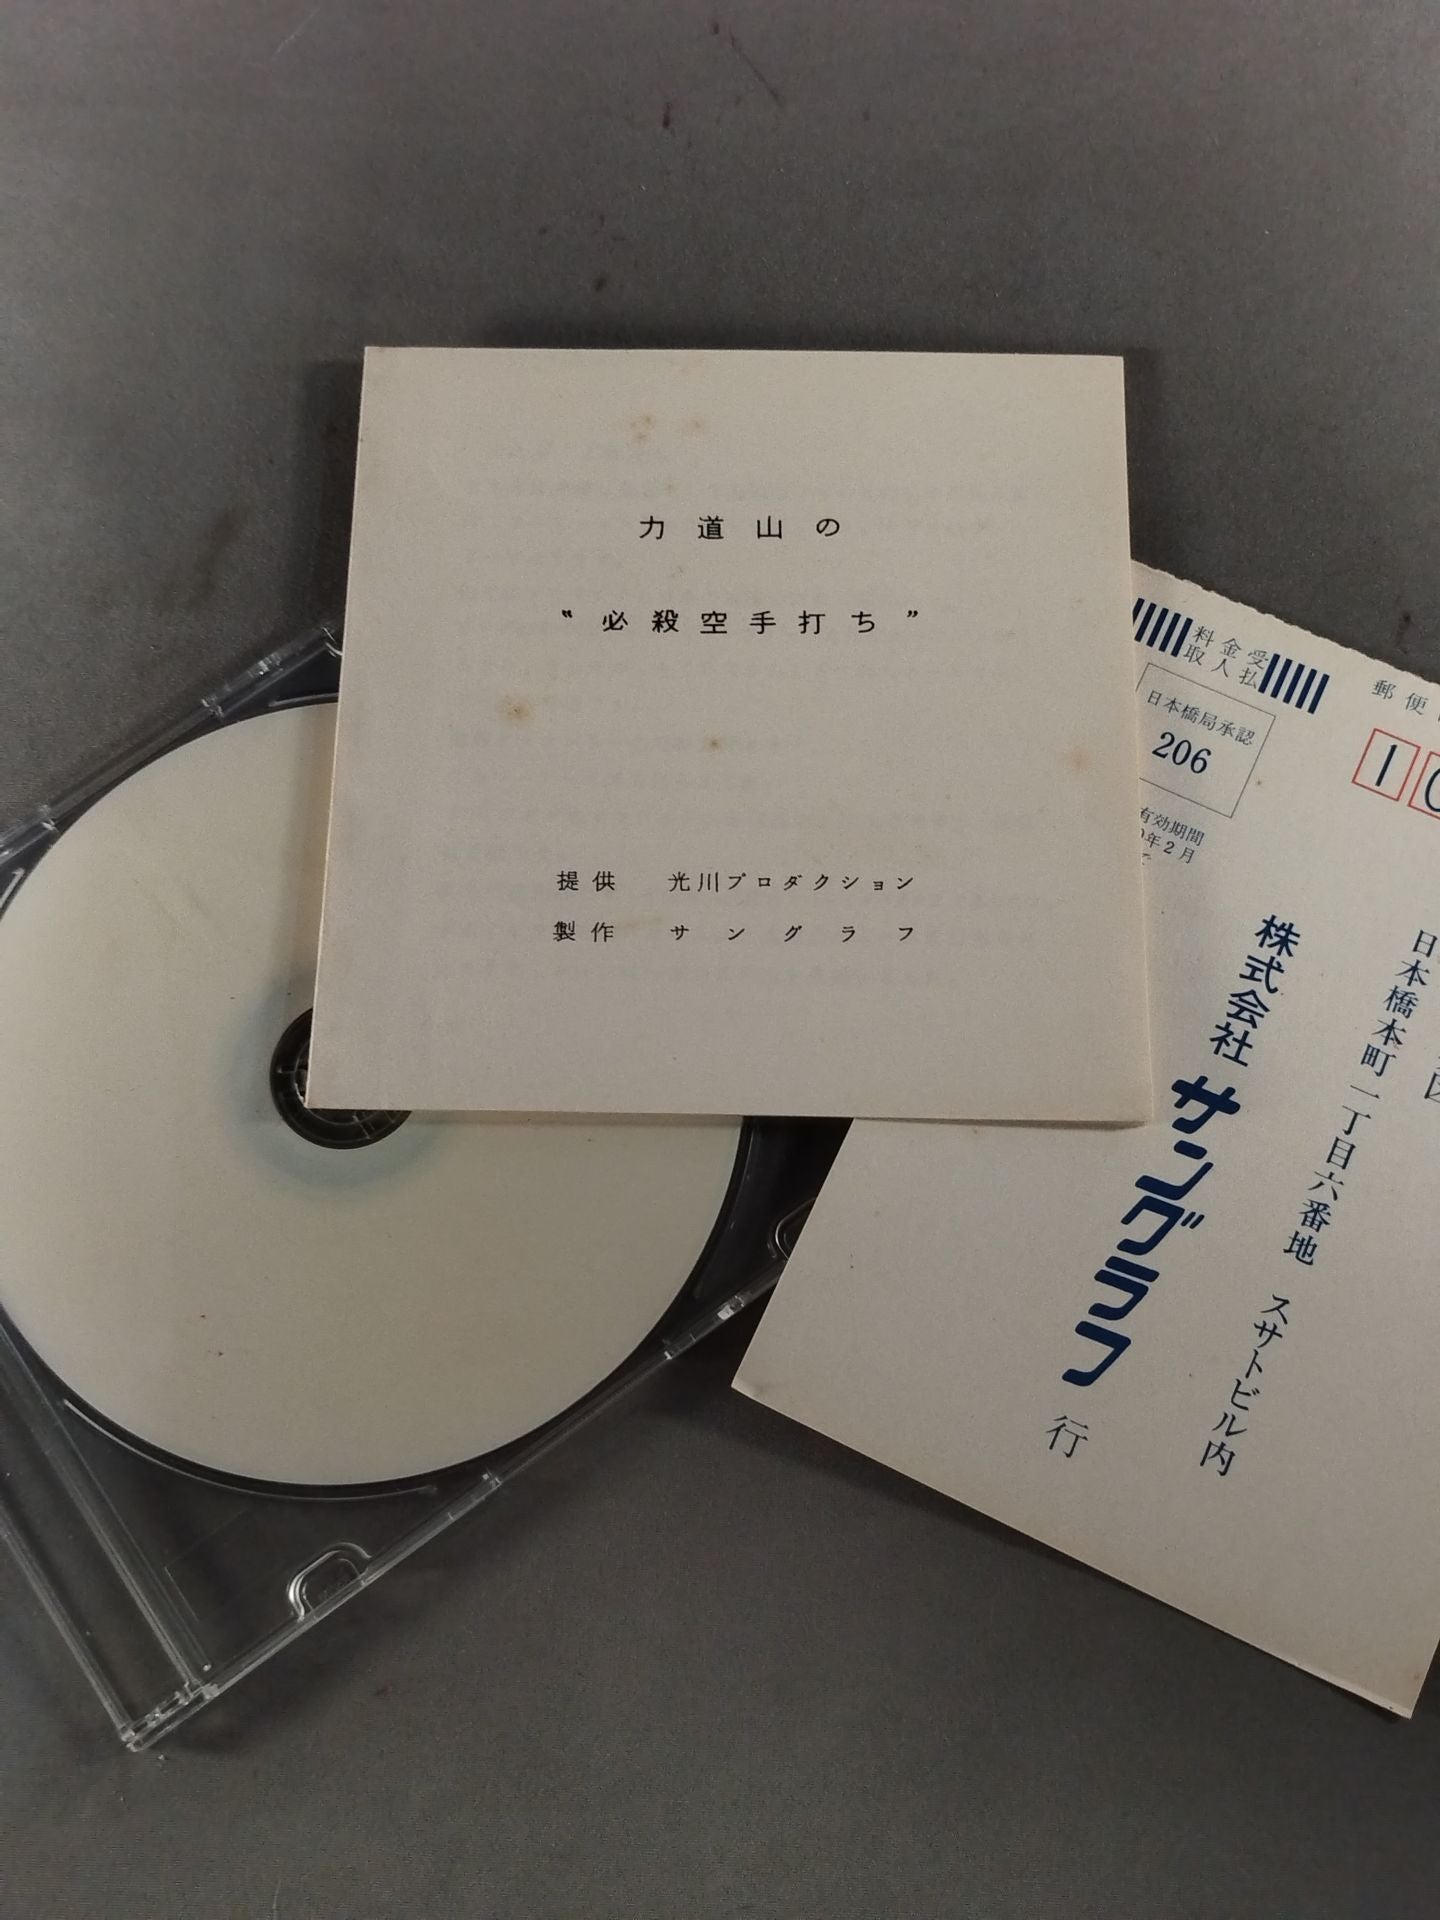 力道山の
〝必殺空手打ち〟
提供 光川プロダクション
製作 サングラフ
料金受
取人払
日本橋局承認
206
有効期間
年2月
郵便
1
日本橋本町一丁目六番地 スサトビル内
株式会社 サングラフ 行